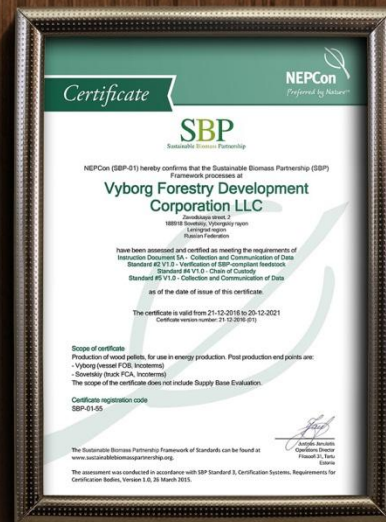 Certificate
NEPCon
Preferred by Nature™
SBP
Sustainable Biomass Partnership
NEPCon (SBP-01) hereby confirms that the Sustainable Biomass Partnership (SBP)
Framework processes at
Vyborg Forestry Development
Corporation LLC
Zavodskaya street, 2
188918 Sovetsky, Vyborgskiy rayon
Leningrad region
Russian Federation
have been assessed and certified as meeting the requirements of
Instruction Document 5A - Collection and Communication of Data
Standard #2 V1.0 - Verification of SBP-compliant feedstock
Standard #4 V1.0 - Chain of Custody
Standard #5 V1.0 - Collection and Communication of Data
as of the date of issue of this certificate.
The certificate is valid from 21-12-2016 to 20-12-2021
Certificate version number: 21-12-2016 (01)
Scope of certificate
Production of wood pellets, for use in energy production. Post production end points are:
- Vyborg (vessel FOB, Incoterms)
- Sovetskiy (truck FCA, Incoterms)
The scope of the certificate does not include Supply Base Evaluation.
Certificate registration code
SBP-01-55
Operations Director
Filosoofi 31, Tartu
Estonia
The Sustainable Biomass Partnership Framework of Standards can be found at
www.sustainablebiomasspartnership.org.
The assessment was conducted in accordance with SBP Standard 3, Certification Systems. Requirements for
Certification Bodies, Version 1.0, 26 March 2015.